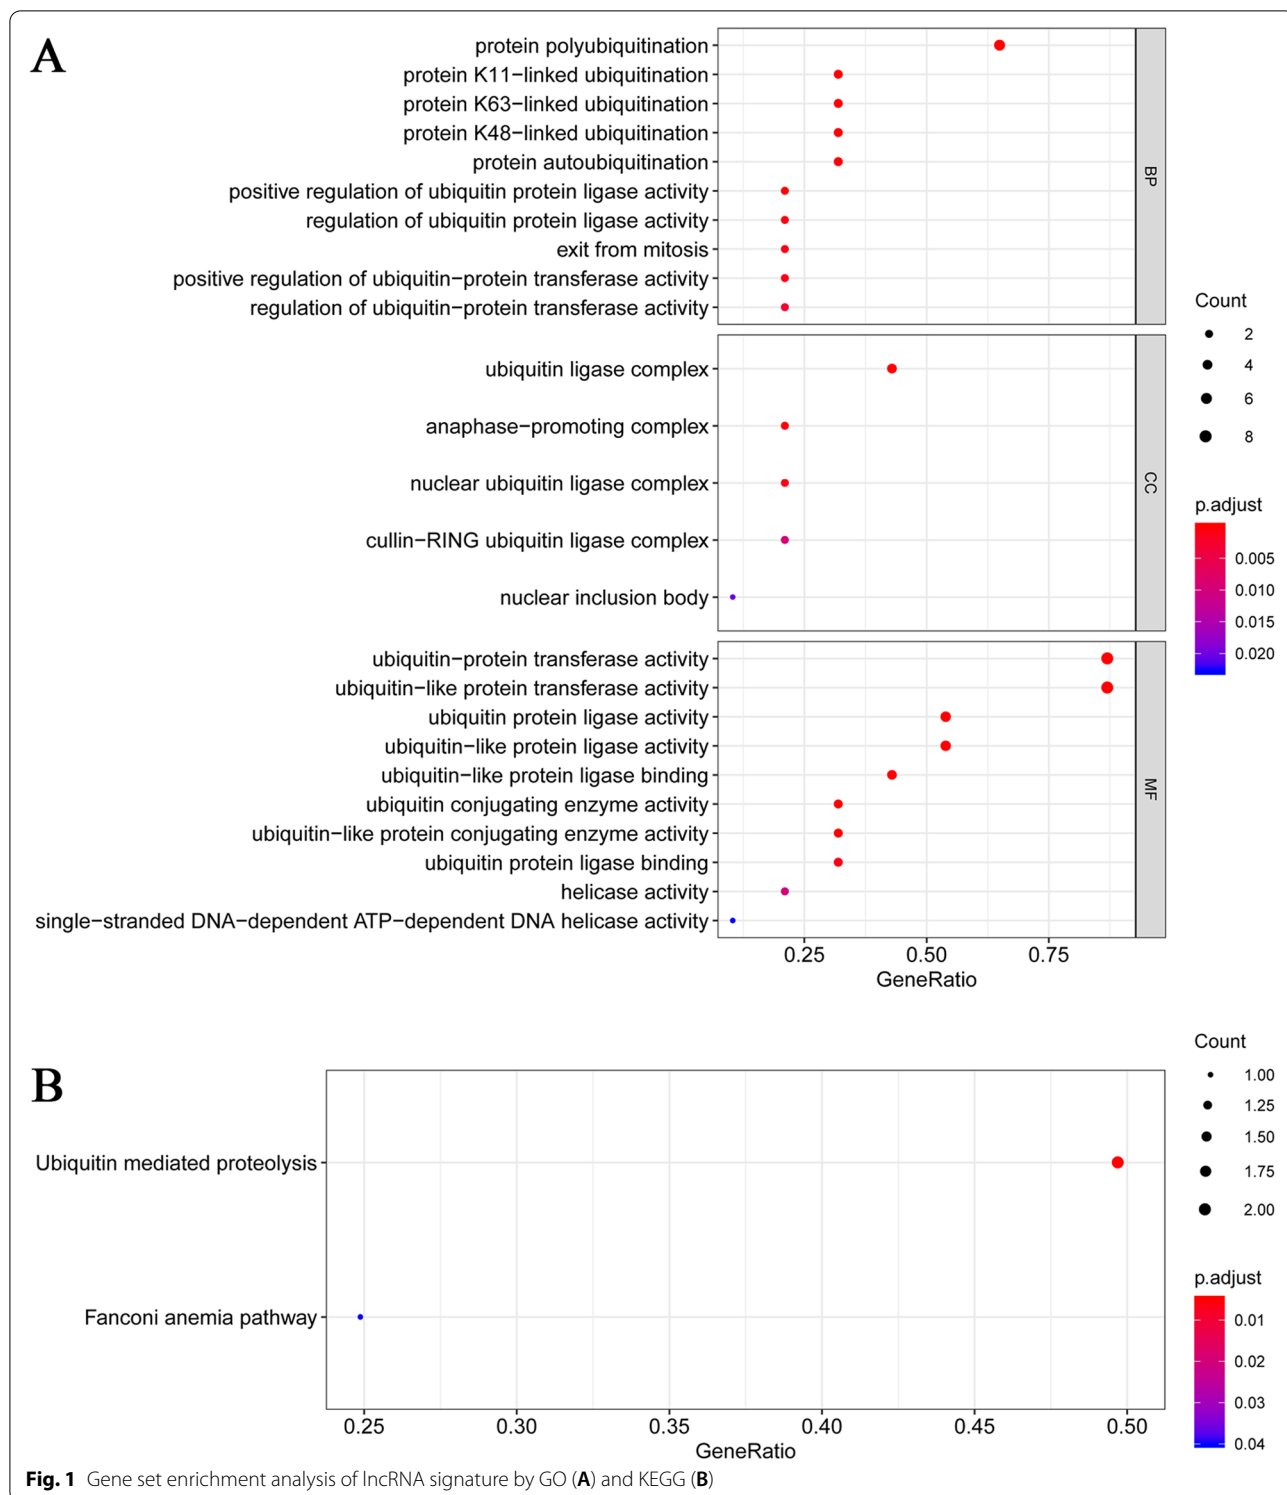 A
protein polyubiquitination
protein K11−linked ubiquitination
protein K63−linked ubiquitination
protein K48−linked ubiquitination
protein autoubiquitination
positive regulation of ubiquitin protein ligase activity
regulation of ubiquitin protein ligase activity
exit from mitosis
positive regulation of ubiquitin−protein transferase activity
regulation of ubiquitin−protein transferase activity
BP
ubiquitin ligase complex
anaphase−promoting complex
nuclear ubiquitin ligase complex
cullin−RING ubiquitin ligase complex
nuclear inclusion body
CC
ubiquitin−protein transferase activity
ubiquitin−like protein transferase activity
ubiquitin protein ligase activity
ubiquitin−like protein ligase activity
ubiquitin−like protein ligase binding
ubiquitin conjugating enzyme activity
ubiquitin−like protein conjugating enzyme activity
ubiquitin protein ligase binding
helicase activity
single−stranded DNA−dependent ATP−dependent DNA helicase activity
MF
0.25 0.50 0.75
GeneRatio
Count
2
4
6
8
p.adjust
0.005
0.010
0.015
0.020
B
Ubiquitin mediated proteolysis
Fanconi anemia pathway
0.25 0.30 0.35 0.40 0.45 0.50
GeneRatio
Count
1.00
1.25
1.50
1.75
2.00
p.adjust
0.01
0.02
0.03
0.04
Fig. 1 Gene set enrichment analysis of lncRNA signature by GO (A) and KEGG (B)